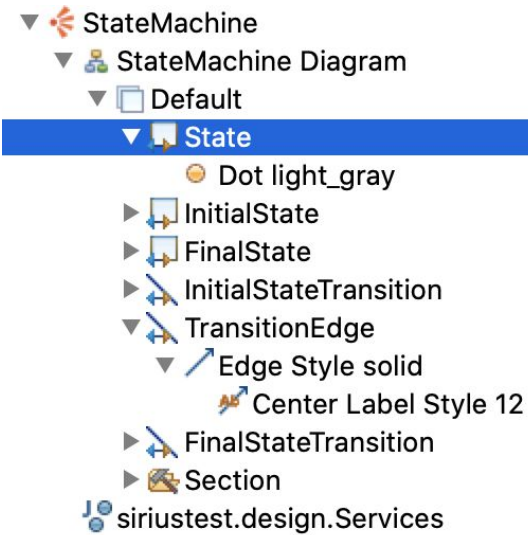 StateMachine
StateMachine Diagram
Default
State
Dot light_gray
InitialState
FinalState
InitialStateTransition
TransitionEdge
Edge Style solid
Center Label Style 12
FinalStateTransition
Section
siriustest.design.Services